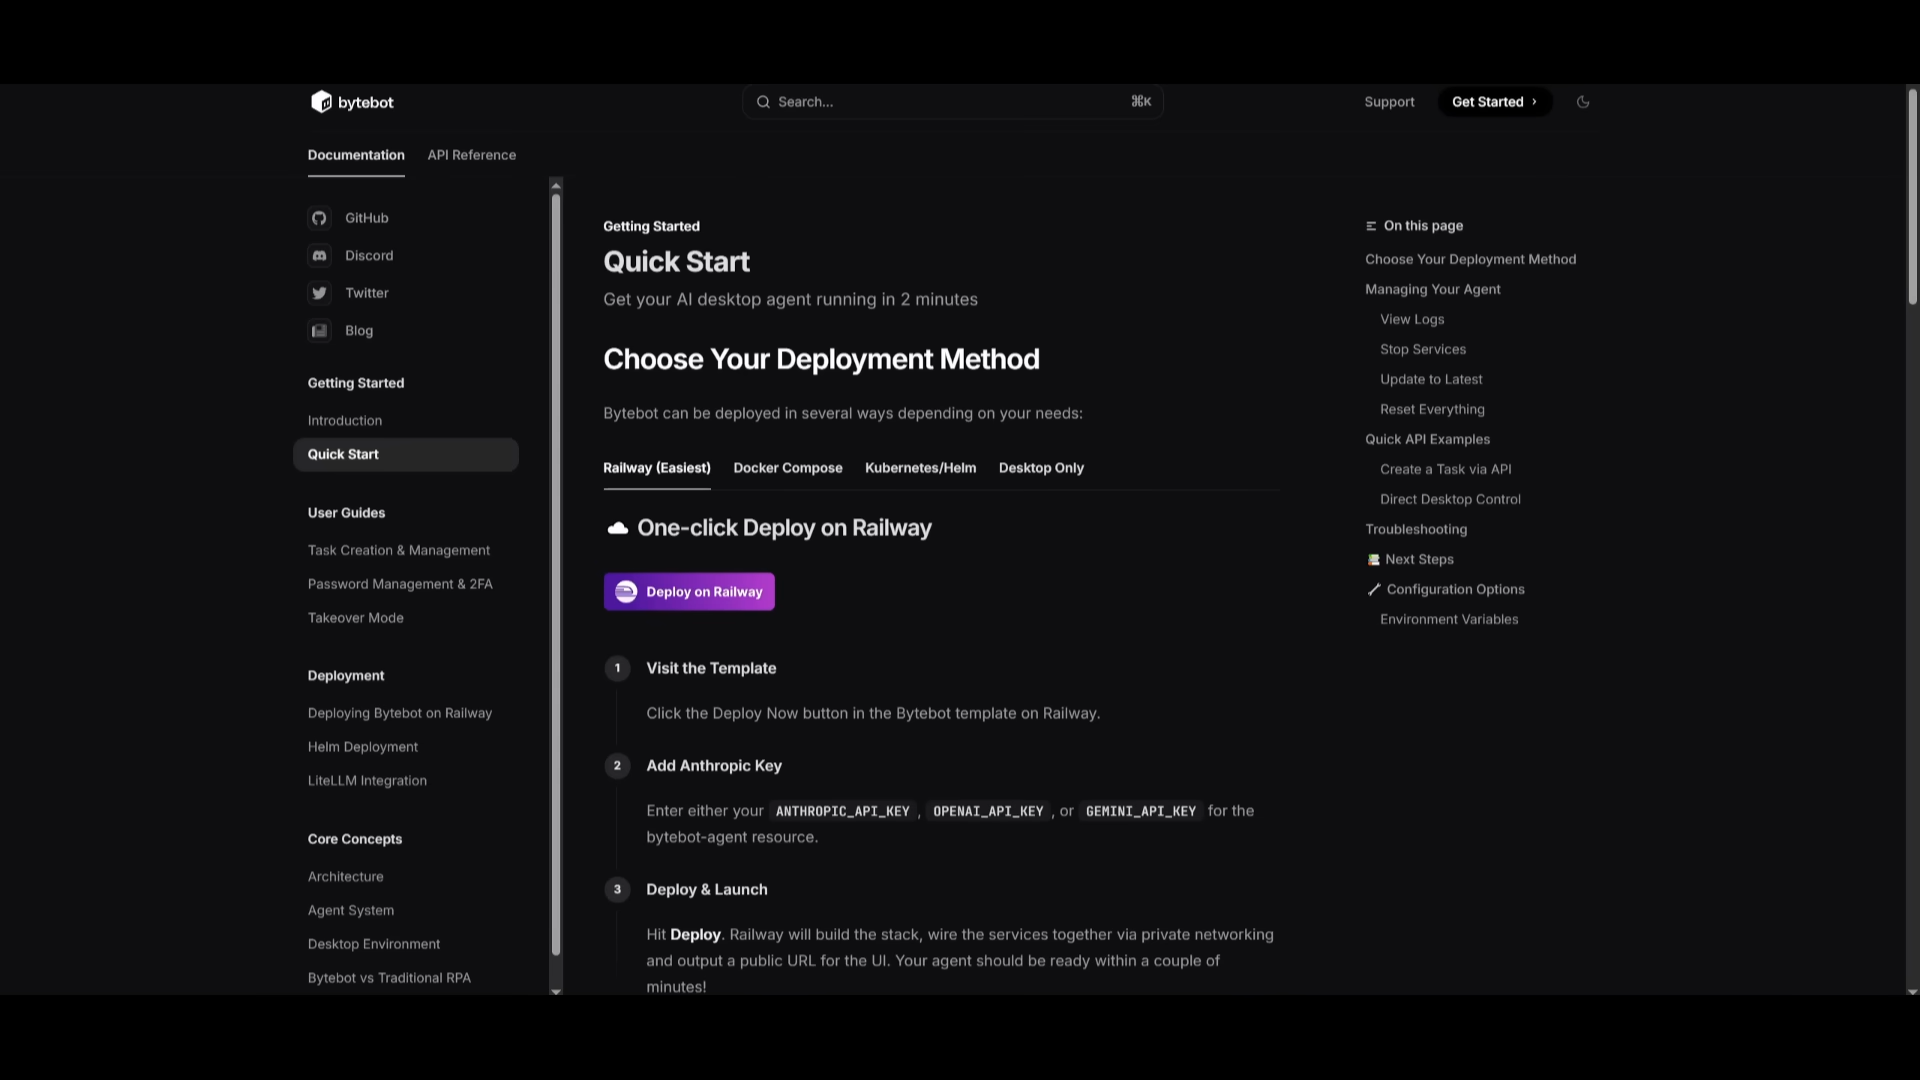 bytebot
Search...
⌘K
Support
Get Started ›
Documentation
API Reference
GitHub
Discord
Twitter
Blog
Getting Started
Introduction
Quick Start
User Guides
Task Creation & Management
Password Management & 2FA
Takeover Mode
Deployment
Deploying Bytebot on Railway
Helm Deployment
LiteLLM Integration
Core Concepts
Architecture
Agent System
Desktop Environment
Bytebot vs Traditional RPA
Getting Started
Quick Start
Get your AI desktop agent running in 2 minutes
Choose Your Deployment Method
Bytebot can be deployed in several ways depending on your needs:
Railway (Easiest)
Docker Compose
Kubernetes/Helm
Desktop Only
One-click Deploy on Railway
Deploy on Railway
1 Visit the Template
Click the Deploy Now button in the Bytebot template on Railway.
2 Add Anthropic Key
Enter either your ANTHROPIC_API_KEY , OPENAI_API_KEY , or GEMINI_API_KEY for the
bytebot-agent resource.
3 Deploy & Launch
Hit Deploy. Railway will build the stack, wire the services together via private networking
and output a public URL for the UI. Your agent should be ready within a couple of
minutes!
On this page
Choose Your Deployment Method
Managing Your Agent
View Logs
Stop Services
Update to Latest
Reset Everything
Quick API Examples
Create a Task via API
Direct Desktop Control
Troubleshooting
Next Steps
Configuration Options
Environment Variables